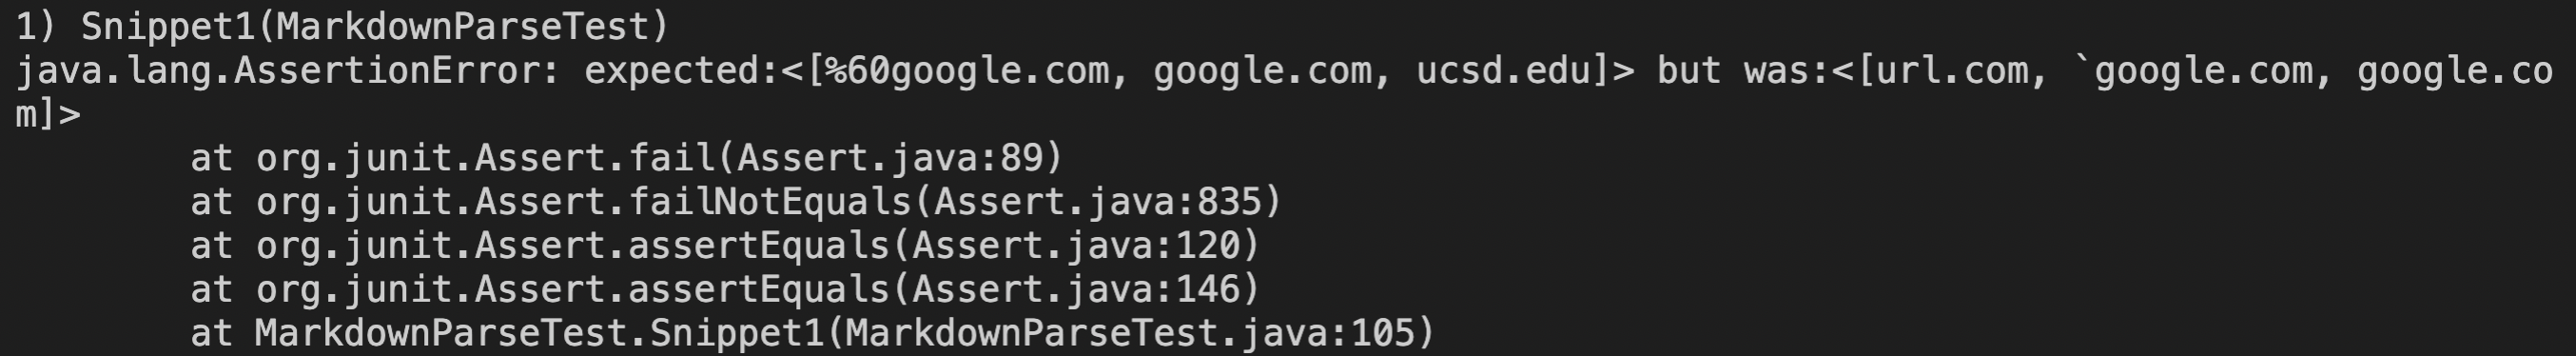 1) Snippet1(MarkdownParseTest)
java.lang.AssertionError: expected:<[%60google.com, google.com, ucsd.edu]> but was:<[url.com, `google.com, google.co
m]>
at org.junit.Assert.fail(Assert.java:89)
at org.junit.Assert.failNotEquals(Assert.java:835)
at org.junit.Assert.assertEquals(Assert.java:120)
at org.junit.Assert.assertEquals(Assert.java:146)
at MarkdownParseTest.Snippet1(MarkdownParseTest.java:105)